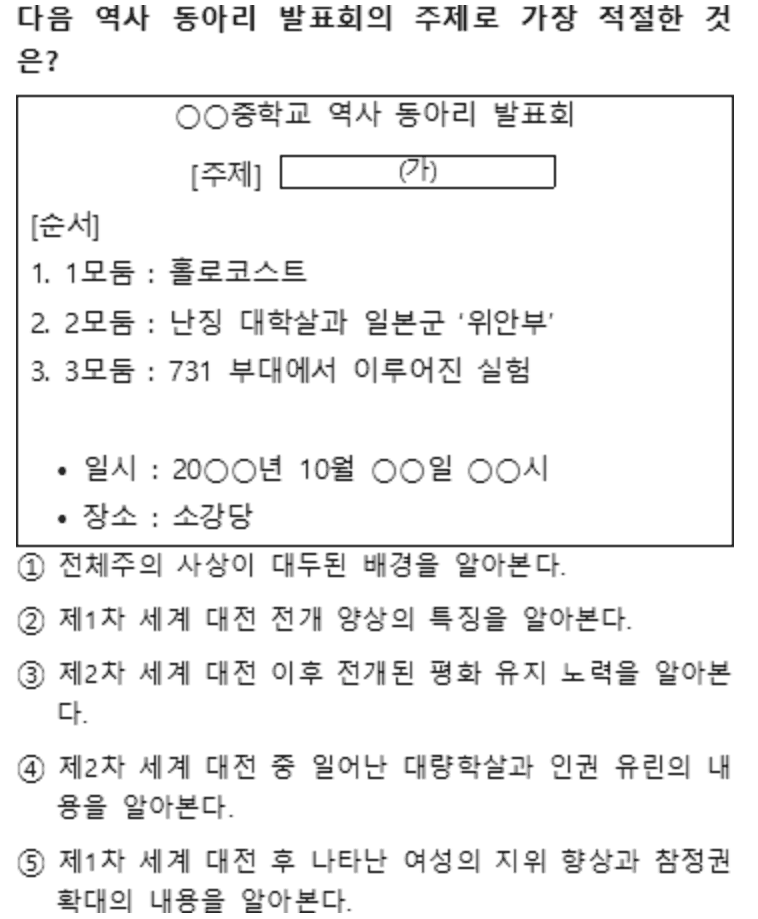 다음 역사 동아리 발표회의 주제로 가장 적절한 것
은?
○○중학교 역사 동아리 발표회
[주제] (가)
[순서]
1. 1모둠 : 홀로코스트
2. 2모둠 : 난징 대학살과 일본군 '위안부'
3. 3모둠 : 731 부대에서 이루어진 실험
• 일시 : 20○○년 10월 ○○일 ○○시
• 장소 : 소강당
① 전체주의 사상이 대두된 배경을 알아본다.
② 제1차 세계 대전 전개 양상의 특징을 알아본다.
③ 제2차 세계 대전 이후 전개된 평화 유지 노력을 알아본
다.
④ 제2차 세계 대전 중 일어난 대량학살과 인권 유린의 내
용을 알아본다.
⑤ 제1차 세계 대전 후 나타난 여성의 지위 향상과 참정권
확대의 내용을 알아본다.